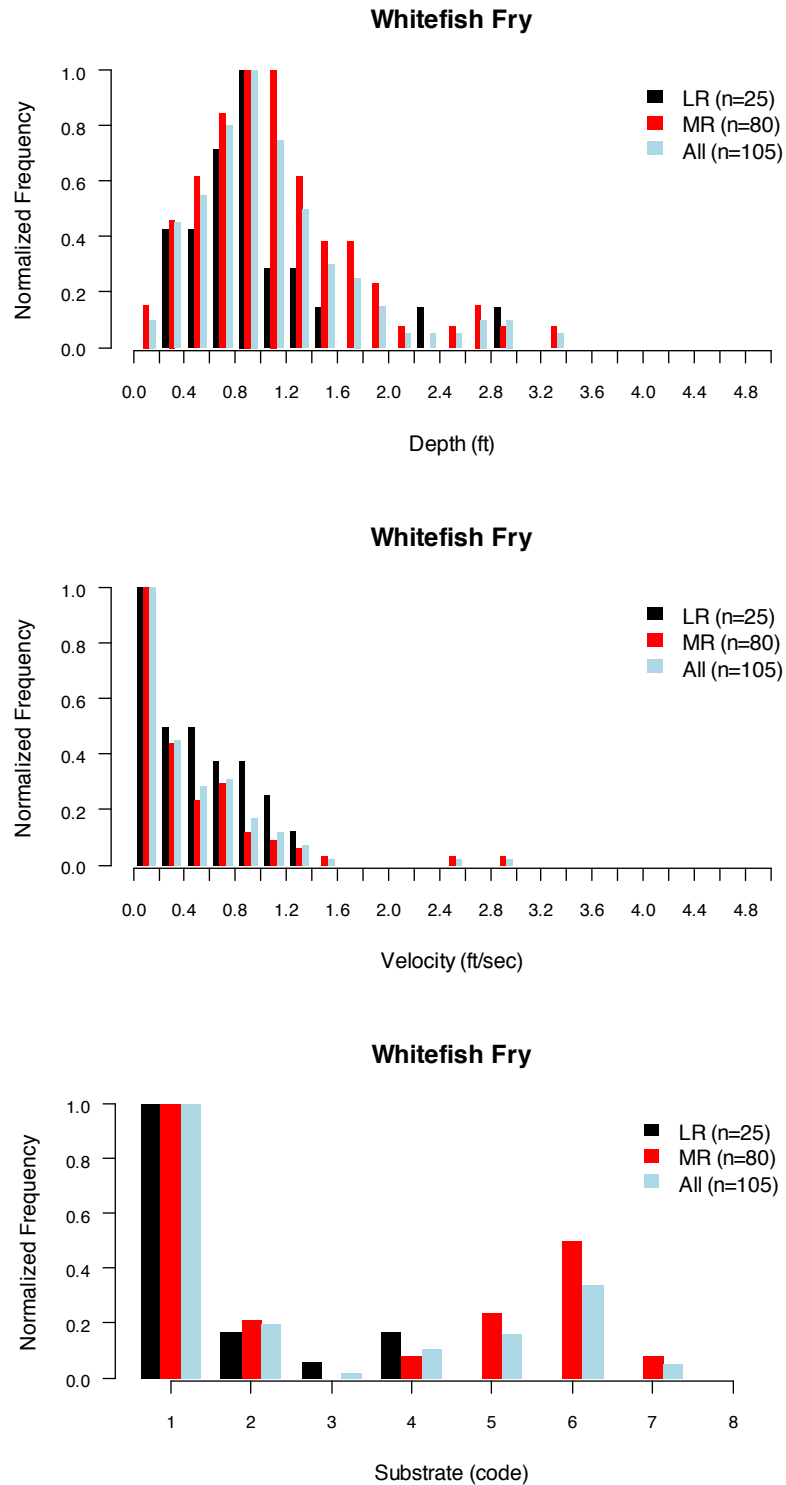 Whitefish Fry
Normalized Frequency
1.0
0.8
0.6
0.4
0.2
0.0
LR (n=25)
MR (n=80)
All (n=105)
0.0 0.4 0.8 1.2 1.6 2.0 2.4 2.8 3.2 3.6 4.0 4.4 4.8
Depth (ft)
Whitefish Fry
Normalized Frequency
1.0
0.8
0.6
0.4
0.2
0.0
LR (n=25)
MR (n=80)
All (n=105)
0.0 0.4 0.8 1.2 1.6 2.0 2.4 2.8 3.2 3.6 4.0 4.4 4.8
Velocity (ft/sec)
Whitefish Fry
Normalized Frequency
1.0
0.8
0.6
0.4
0.2
0.0
LR (n=25)
MR (n=80)
All (n=105)
1 2 3 4 5 6 7 8
Substrate (code)